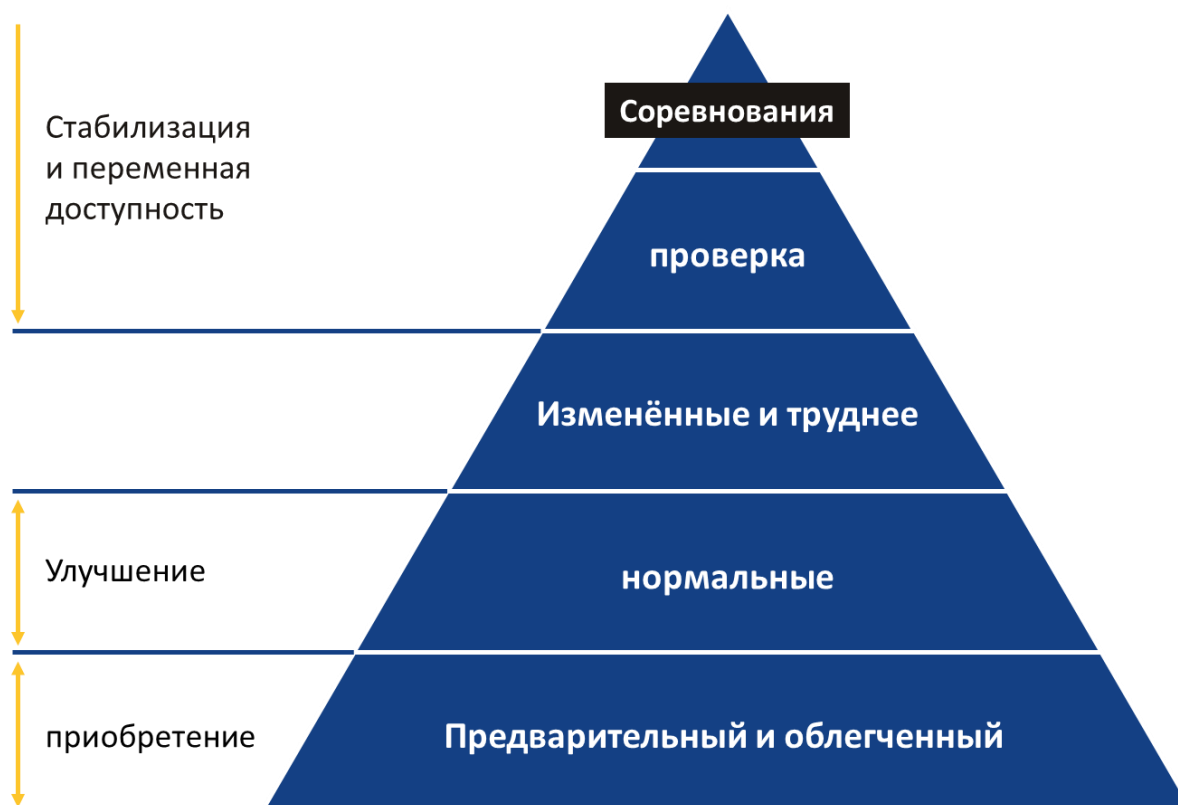 Соревнования
Стабилизация
и переменная
доступность
проверка
Изменённые и труднее
Улучшение
нормальные
приобретение
Предварительный и облегченный